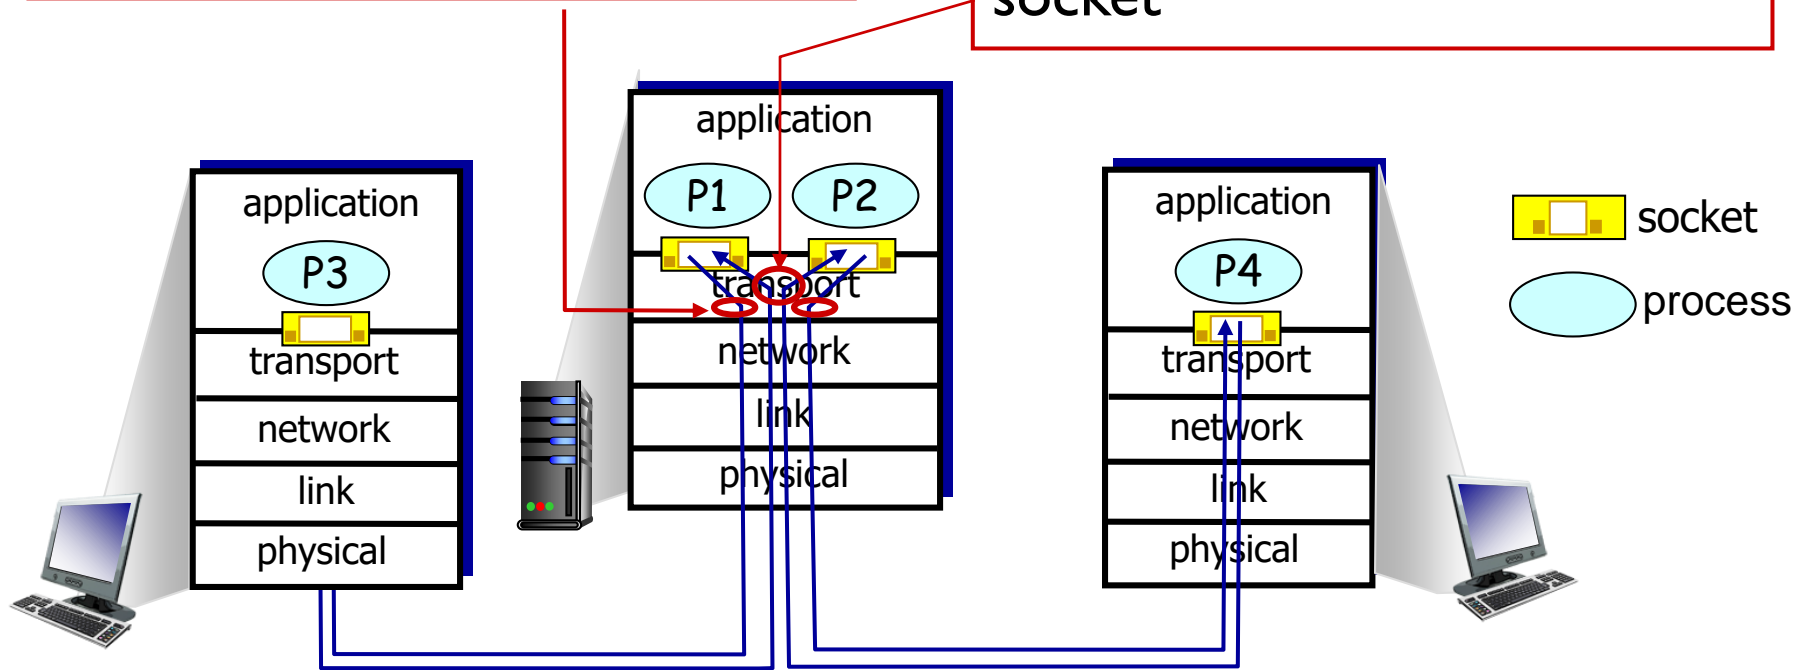 socket
application
P1
P2
transport
network
link
physical
application
P3
transport
network
link
physical
application
P4
transport
network
link
physical
socket
process